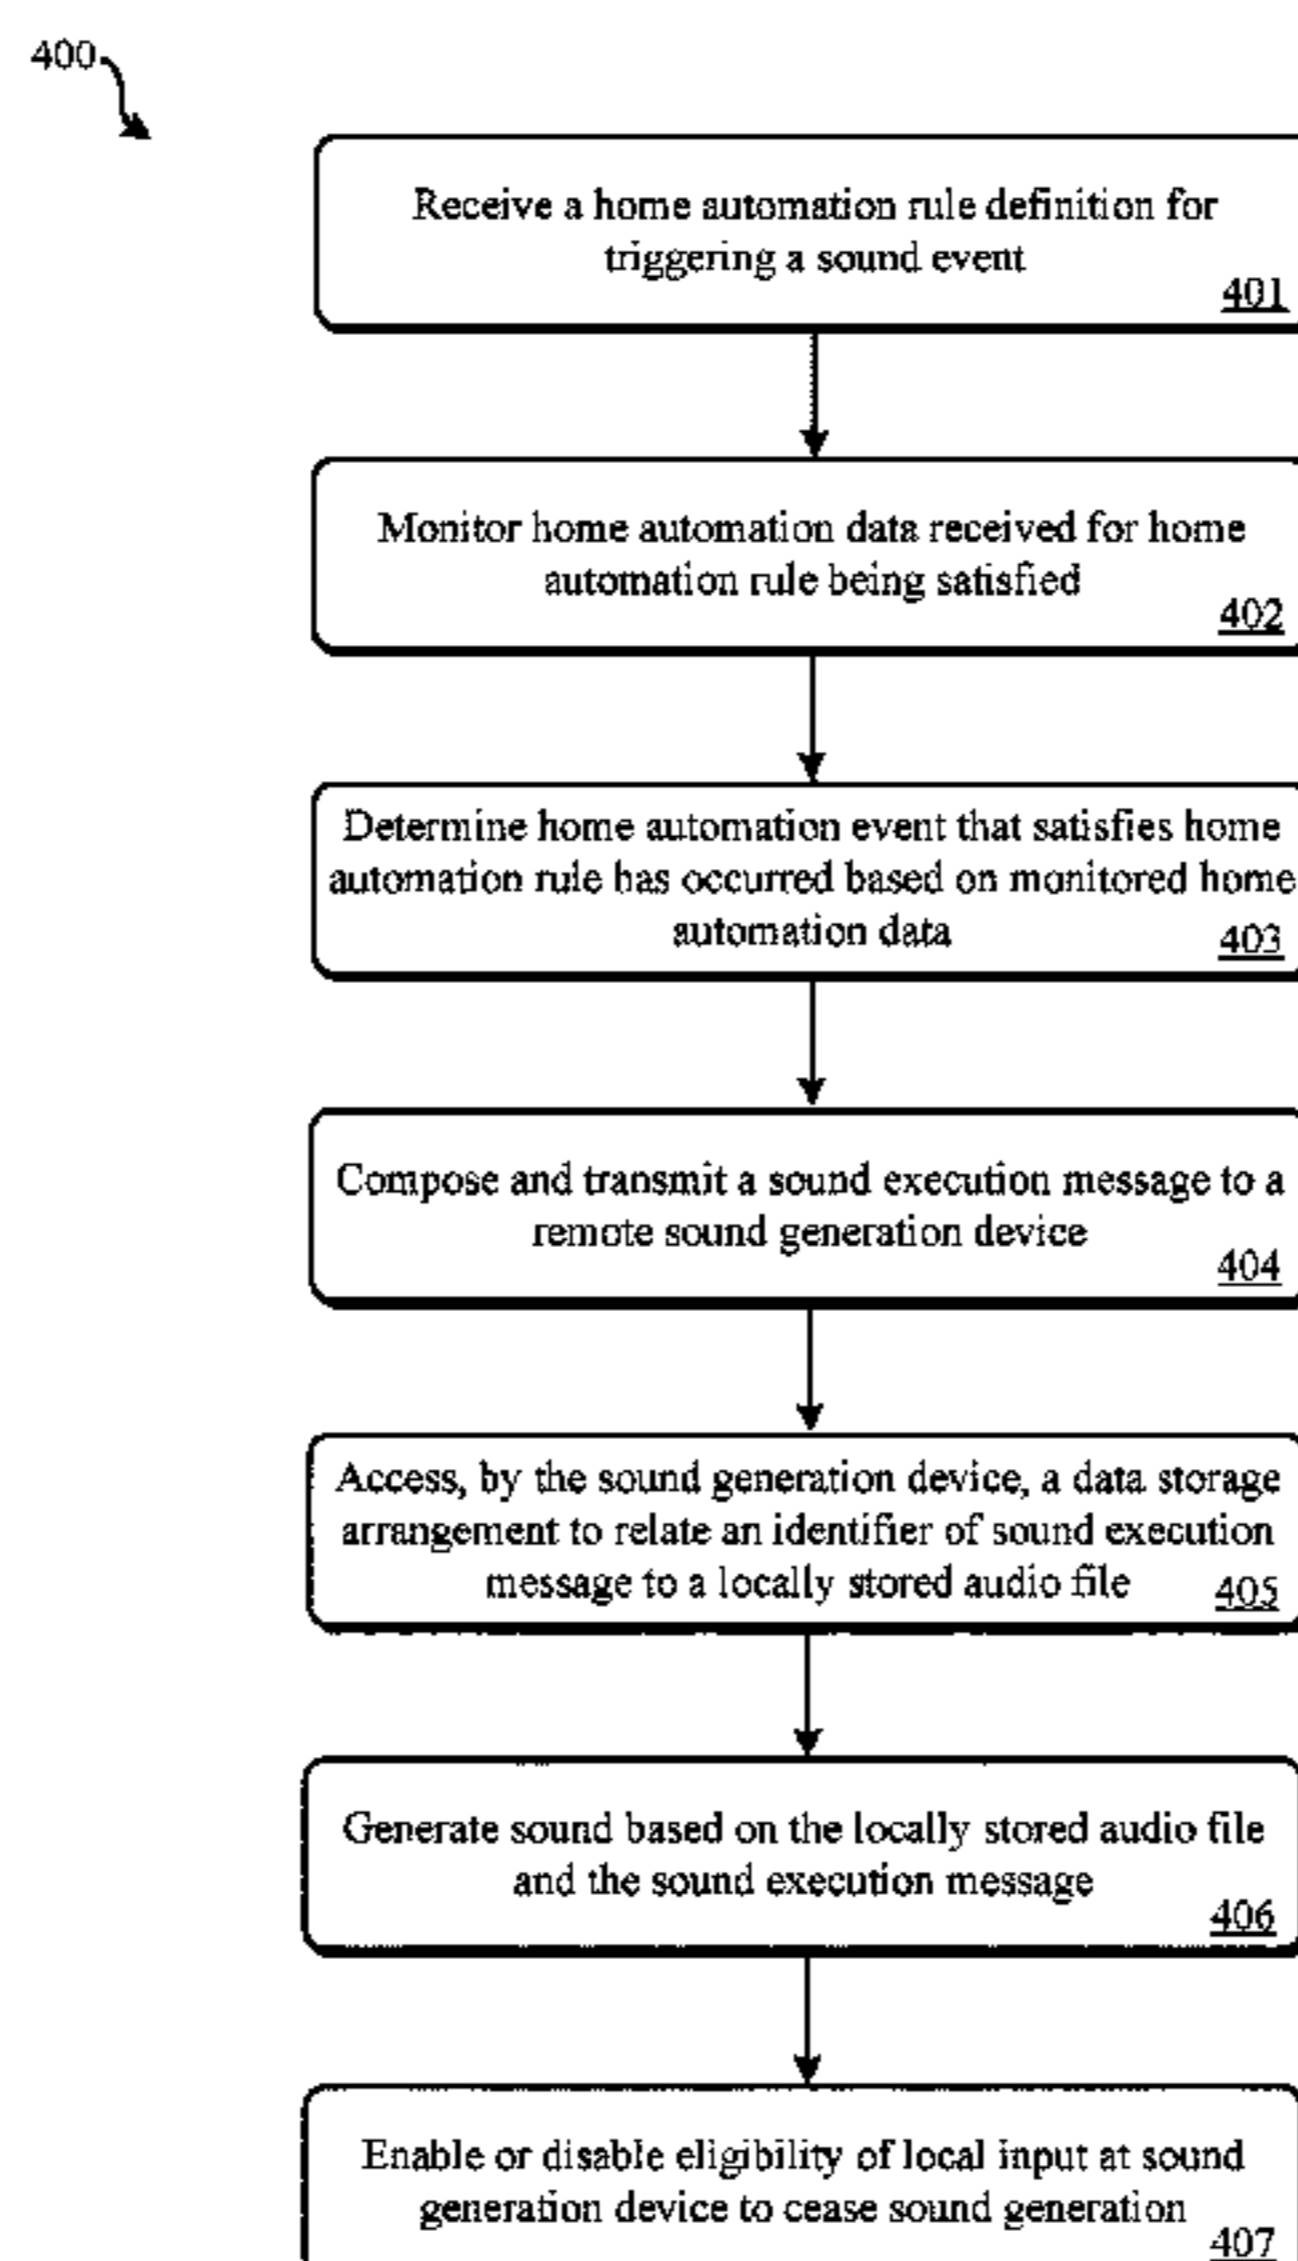 400
Receive a home automation rule definition for
triggering a sound event
401
Monitor home automation data received for home
automation rule being satisfied
402
Determine home automation event that satisfies home
automation rule has occurred based on monitored home
automation data
403
Compose and transmit a sound execution message to a
remote sound generation device
404
Access, by the sound generation device, a data storage
arrangement to relate an identifier of sound execution
message to a locally stored audio file
405
Generate sound based on the locally stored audio file
and the sound execution message
406
Enable or disable eligibility of local input at sound
generation device to cease sound generation
407